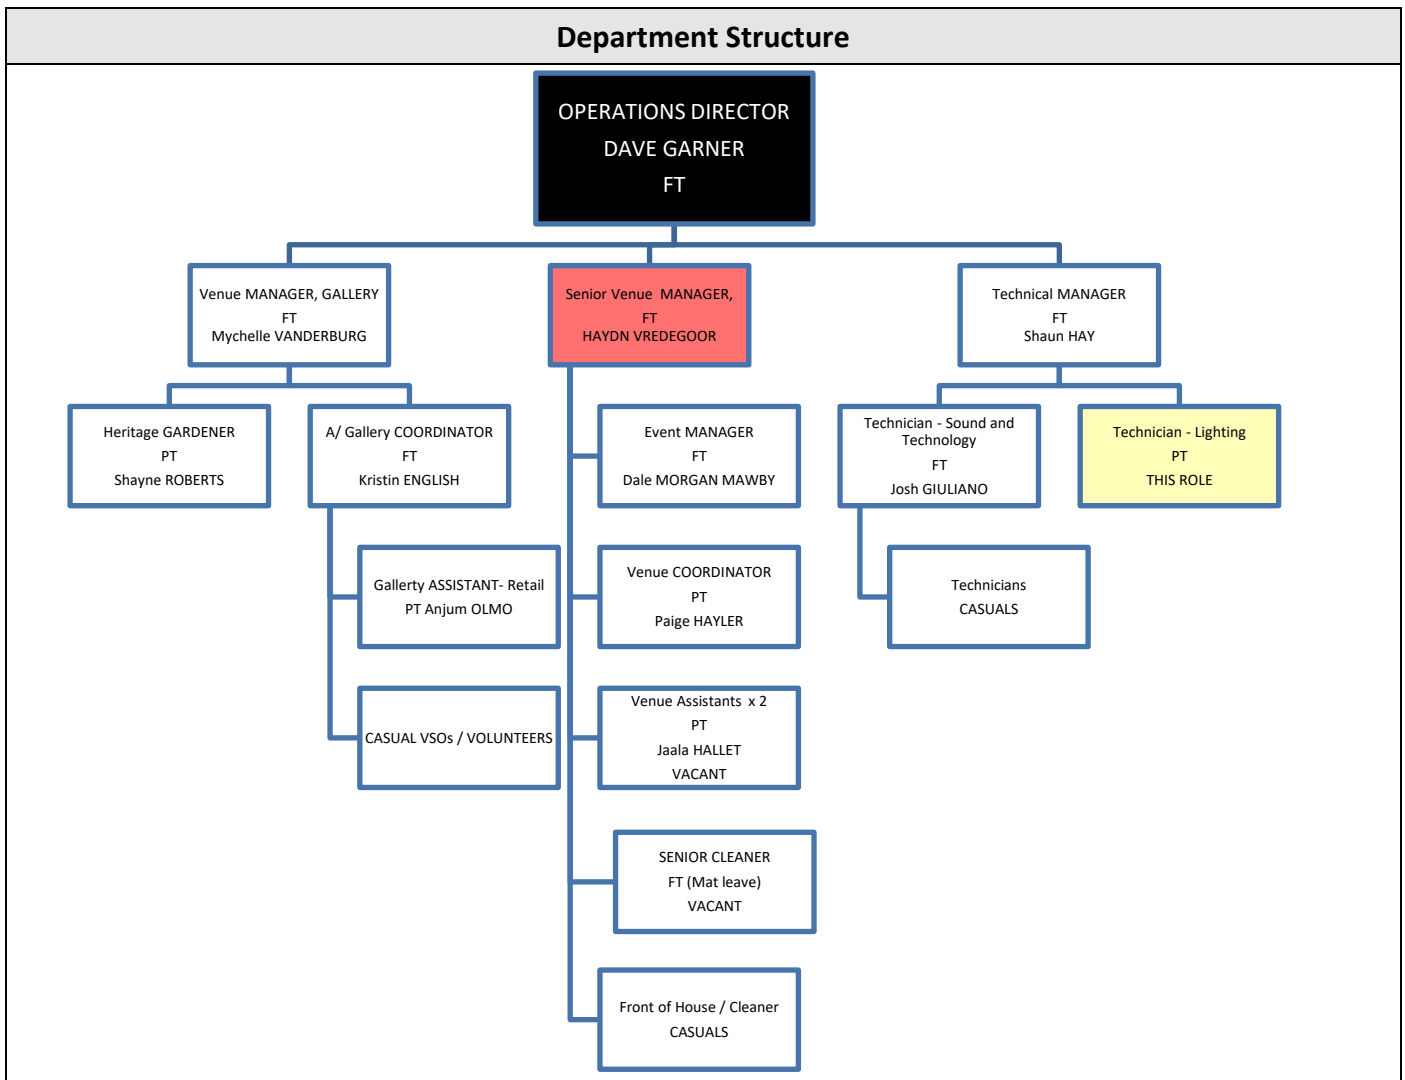 Department Structure
OPERATIONS DIRECTOR
DAVE GARNER
FT
Venue MANAGER, GALLERY
FT
Mychelle VANDERBURG
Senior Venue  MANAGER,
FT
HAYDN VREDEGOOR
Technical MANAGER
FT
Shaun HAY
Heritage GARDENER
PT
Shayne ROBERTS
A/ Gallery COORDINATOR
FT
Kristin ENGLISH
Event MANAGER
FT
Dale MORGAN MAWBY
Technician - Sound and
Technology
FT
Josh GIULIANO
Technician - Lighting
PT
THIS ROLE
Gallerty ASSISTANT- Retail
PT Anjum OLMO
Venue COORDINATOR
PT
Paige HAYLER
Technicians
CASUALS
CASUAL VSOs / VOLUNTEERS
Venue Assistants  x 2
PT
Jaala HALLET
VACANT
SENIOR CLEANER
FT (Mat leave)
VACANT
Front of House / Cleaner
CASUALS